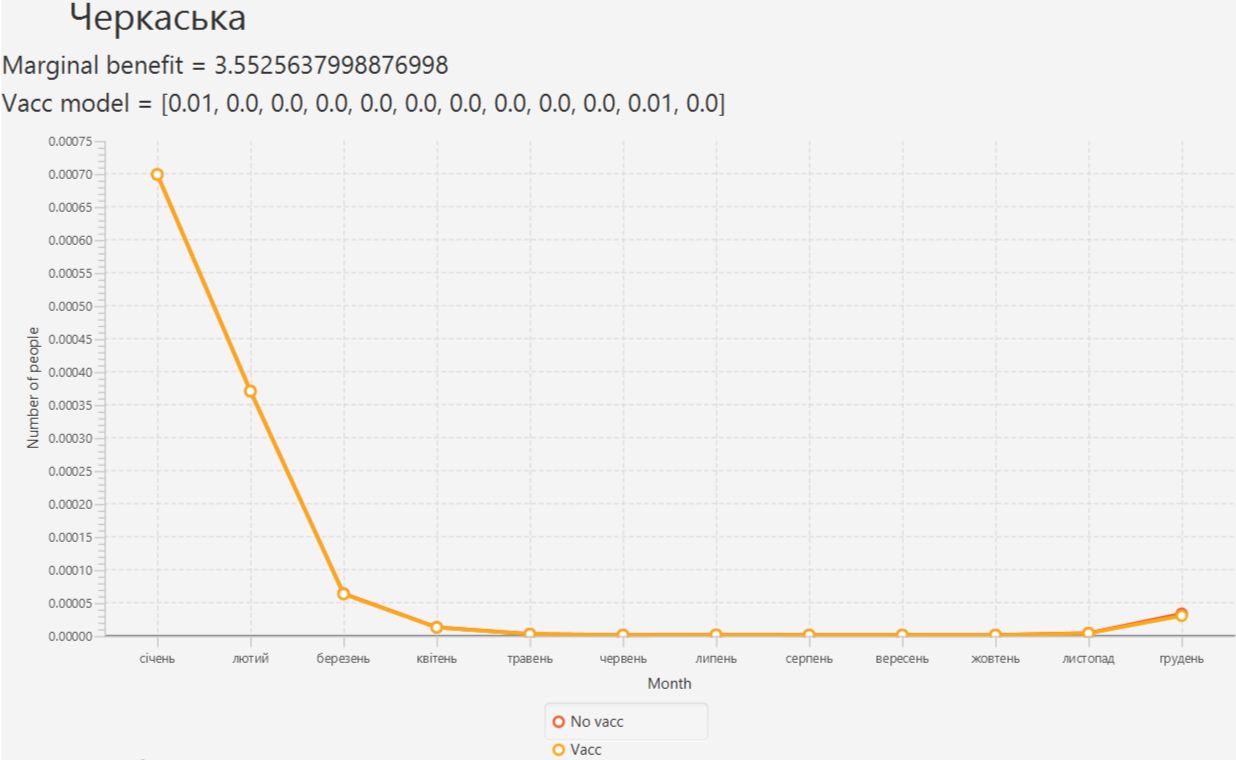 Черкаська
Marginal benefit = 3.5525637998876998
Vacc model = [0.01, 0.0, 0.0, 0.0, 0.0, 0.0, 0.0, 0.0, 0.0, 0.0, 0.01, 0.0]
0.00075
0.00070
0.00065
0.00060
0.00055
0.00050
0.00045
0.00040
0.00035
0.00030
0.00025
0.00020
0.00015
0.00010
0.00005
0.00000
Number of people
січень лютий березень квітень травень червень липень серпень вересень жовтень листопад грудень
Month
No vacc
Vacc